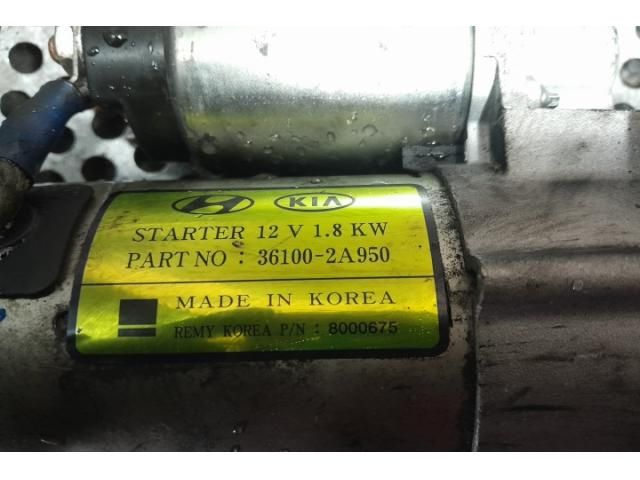 KIA
STARTER 12 V 1.8 KW
PART NO : 36100-2A950
MADE IN KOREA
REMY KOREA P/N : 8000675